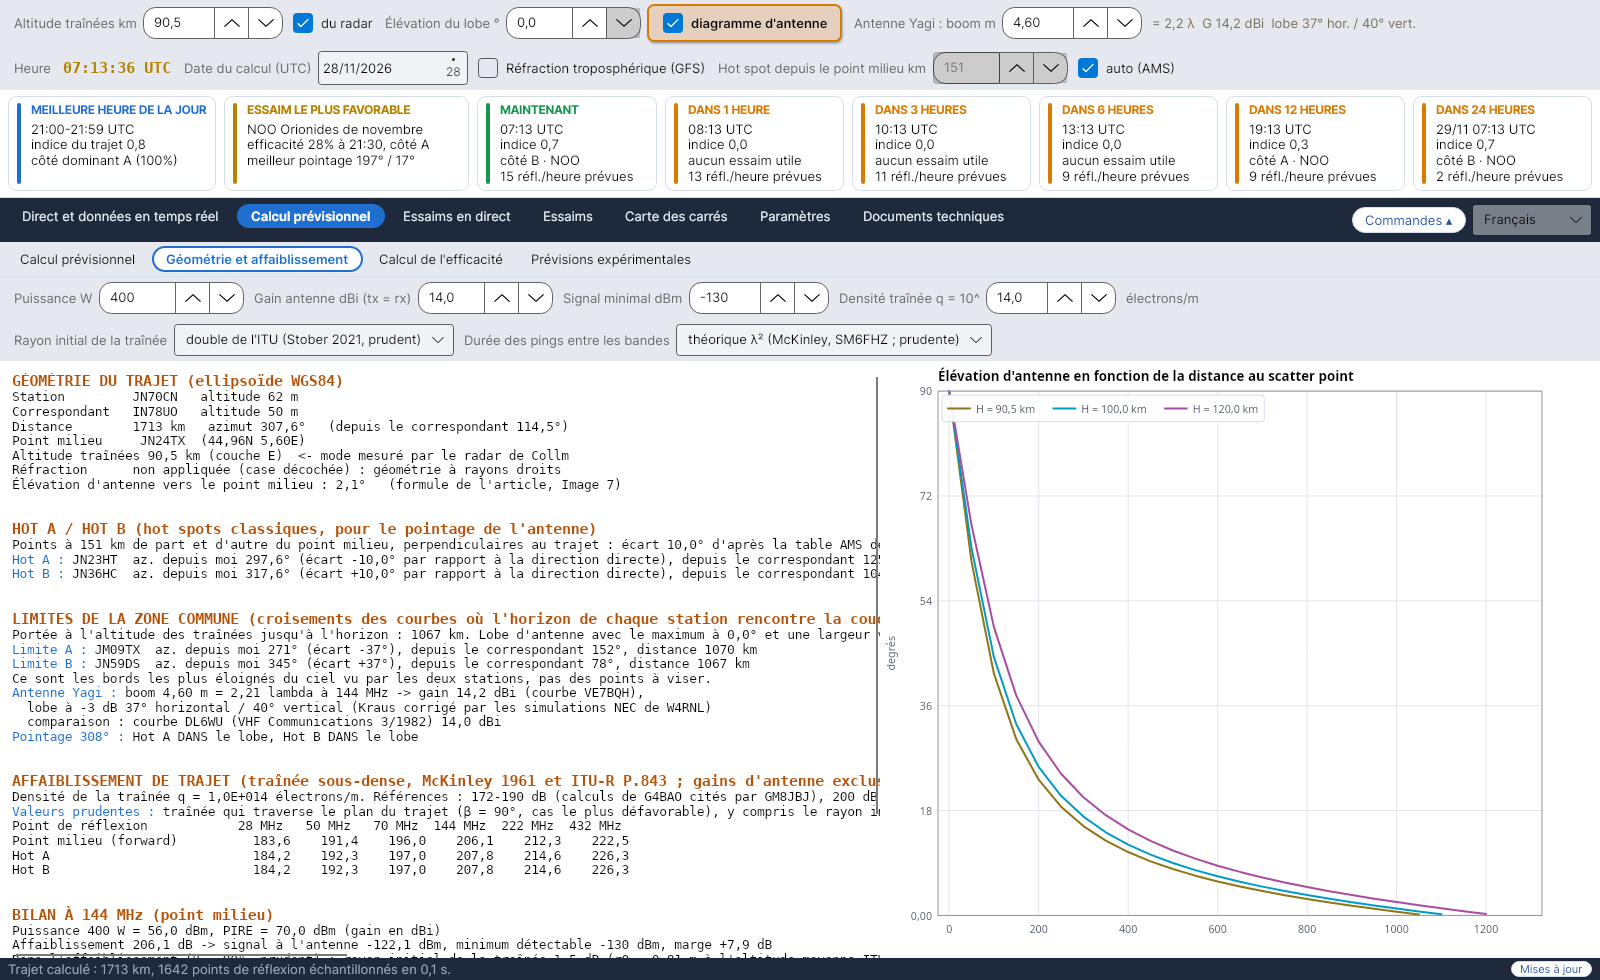 Altitude traînées km 90,5 du radar Élévation du lobe ° 0,0 diagramme d'antenne Antenne Yagi : boom m 4,60 = 2,2 λ G 14,2 dBi lobe 37° hor. / 40° vert.
Heure 07:13:36 UTC Date du calcul (UTC) 28/11/2026 28 Réfraction troposphérique (GFS) Hot spot depuis le point milieu km 151 auto (AMS)
MEILLEURE HEURE DE LA JOUR
21:00-21:59 UTC
indice du trajet 0,8
côté dominant A (100%)
ESSAIM LE PLUS FAVORABLE
NOO Orionides de novembre
efficacité 28% à 21:30, côté A
meilleur pointage 197° / 17°
MAINTENANT
07:13 UTC
indice 0,7
côté B · NOO
15 réfl./heure prévues
DANS 1 HEURE
08:13 UTC
indice 0,0
aucun essaim utile
13 réfl./heure prévues
DANS 3 HEURES
10:13 UTC
indice 0,0
aucun essaim utile
11 réfl./heure prévues
DANS 6 HEURES
13:13 UTC
indice 0,0
aucun essaim utile
9 réfl./heure prévues
DANS 12 HEURES
19:13 UTC
indice 0,3
côté A · NOO
9 réfl./heure prévues
DANS 24 HEURES
29/11 07:13 UTC
indice 0,7
côté B · NOO
2 réfl./heure prévues
Direct et données en temps réel Calcul prévisionnel Essaims en direct Essaims Carte des carrés Paramètres Documents techniques Commandes ▴ Français
Calcul prévisionnel Géométrie et affaiblissement Calcul de l'efficacité Prévisions expérimentales
Puissance W 400 Gain antenne dBi (tx = rx) 14,0 Signal minimal dBm -130 Densité traînée q = 10^ 14,0 électrons/m
Rayon initial de la traînée double de l'ITU (Stober 2021, prudent) Durée des pings entre les bandes théorique λ² (McKinley, SM6FHZ ; prudente)
GÉOMÉTRIE DU TRAJET (ellipsoïde WGS84)
Station JN70CN altitude 62 m
Correspondant IN78UO altitude 50 m
Distance 1713 km azimut 307,6° (depuis le correspondant 114,5°)
Point milieu JN24TX (44,96N 5,60E)
Altitude traînées 90,5 km (couche E) <- mode mesuré par le radar de Collm
Réfraction non appliquée (case décochée) : géométrie à rayons droits
Élévation d'antenne vers le point milieu : 2,1° (formule de l'article, Image 7)
HOT A / HOT B (hot spots classiques, pour le pointage de l'antenne)
Points à 151 km de part et d'autre du point milieu, perpendiculaires au trajet : écart 10,0° d'après la table AMS
Hot A : JN23HT az. depuis moi 297,6° (écart -10,0° par rapport à la direction directe), depuis le correspondant
Hot B : JN36HC az. depuis moi 317,6° (écart +10,0° par rapport à la direction directe), depuis le correspondant
LIMITES DE LA ZONE COMMUNE (croisements des courbes où l'horizon de chaque station rencontre la
Portée à l'altitude des traînées jusqu'à l'horizon : 1067 km. Lobe d'antenne avec le maximum à 0,0° et une largeur
Limite A : JM09TX az. depuis moi 271° (écart -37°), depuis le correspondant 152°, distance 1070 km
Limite B : JN59DS az. depuis moi 345° (écart +37°), depuis le correspondant 78°, distance 1067 km
Ce sont les bords les plus éloignés du ciel vu par les deux stations, pas des points à viser.
Antenne Yagi : boom 4,60 m = 2,21 lambda à 144 MHz -> gain 14,2 dBi (courbe VE7BQH),
lobe à -3 dB 37° horizontal / 40° vertical (Kraus corrigé par les simulations NEC de W4RNL)
comparaison : courbe DL6WU (VHF Communications 3/1982) 14,0 dBi
Pointage 308° : Hot A DANS le lobe, Hot B DANS le lobe
AFFAIBLISSEMENT DE TRAJET (traînée sous-dense, McKinley 1961 et ITU-R P.843 ; gains d'antenne
Densité de la traînée q = 1,0E+014 électrons/m. Références : 172-190 dB (calculs de G4BAO cités par GM8JBJ), 200 dB
Valeurs prudentes : traînée qui traverse le plan du trajet (β = 90°, cas le plus défavorable), y compris le rayon
Point de réflexion 28 MHz 50 MHz 70 MHz 144 MHz 222 MHz 432 MHz
Point milieu (forward) 183,6 191,4 196,0 206,1 212,3 222,5
Hot A 184,2 192,3 197,0 207,8 214,6 226,3
Hot B 184,2 192,3 197,0 207,8 214,6 226,3
BILAN À 144 MHz (point milieu)
Puissance 400 W = 56,0 dBm, PIRE = 70,0 dBm (gain en dBi)
Affaiblissement 206,1 dB -> signal à l'antenne -122,1 dBm, minimum détectable -130 dBm, marge +7,9 dB
Élévation d'antenne en fonction de la distance au scatter point
H = 90,5 km H = 100,0 km H = 120,0 km
degrés
90
72
54
36
18
0,00
0 200 400 600 800 1000 1200
Trajet calculé : 1713 km, 1642 points de réflexion échantillonnés en 0,1 s. Mises à jour